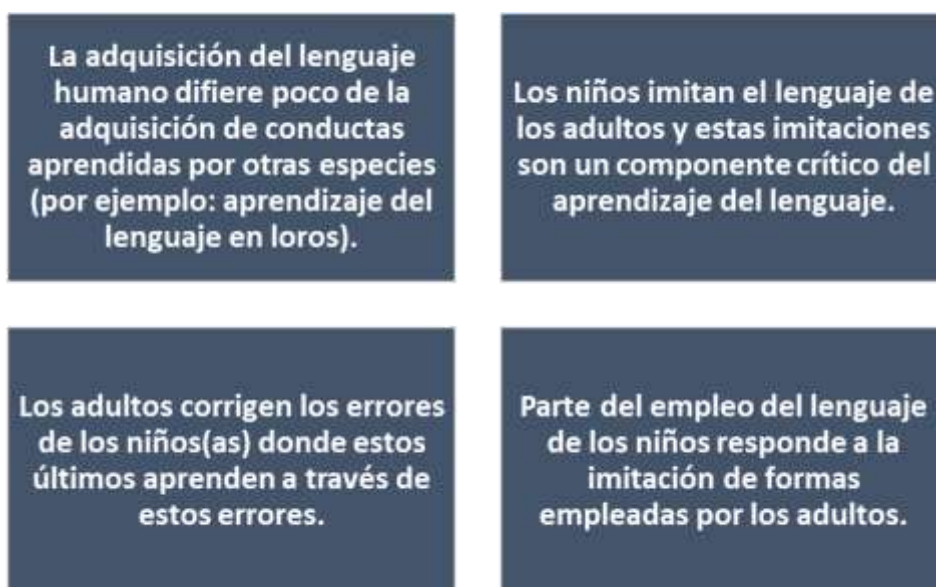 La adquisición del lenguaje
humano difiere poco de la
adquisición de conductas
aprendidas por otras especies
(por ejemplo: aprendizaje del
lenguaje en loros).
Los niños imitan el lenguaje de
los adultos y estas imitaciones
son un componente crítico del
aprendizaje del lenguaje.
Los adultos corrigen los errores
de los niños(as) donde estos
últimos aprenden a través de
estos errores.
Parte del empleo del lenguaje
de los niños responde a la
imitación de formas
empleadas por los adultos.